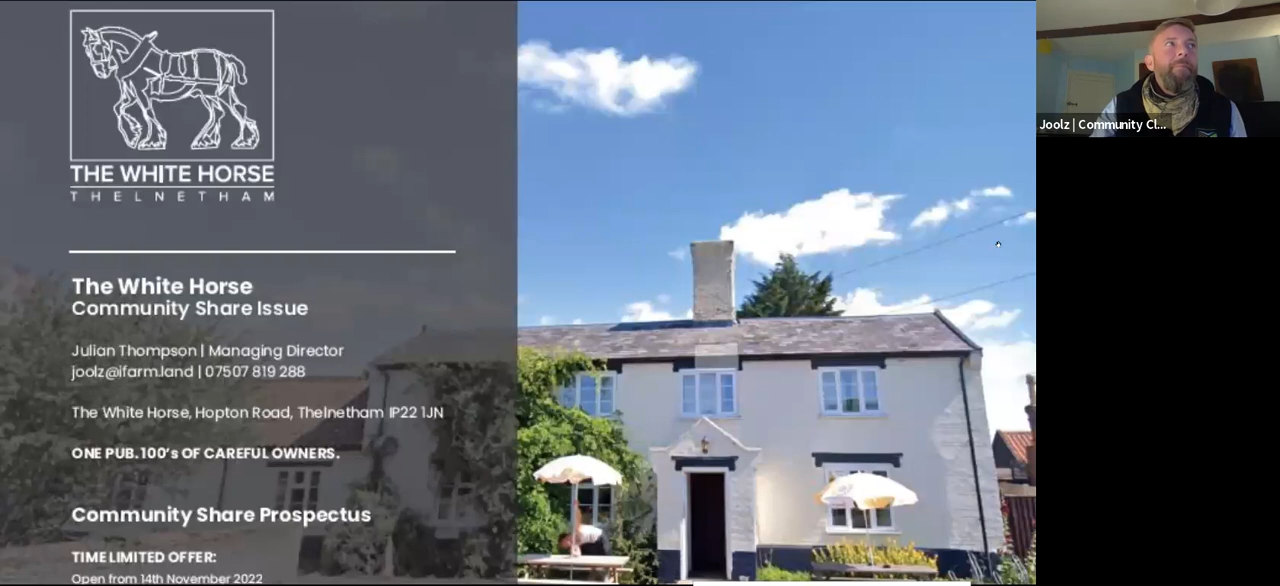 THE WHITE HORSE
THELNETHAM
The White Horse
Community Share Issue
Julian Thompson | Managing Director
joolz@ifarm.land | 07507 819 288
The White Horse, Hopton Road, Thelnetham IP22 1JN
ONE PUB. 100's OF CAREFUL OWNERS.
Community Share Prospectus
TIME LIMITED OFFER:
Open from 14th November 2022
Joolz | Community Cl...